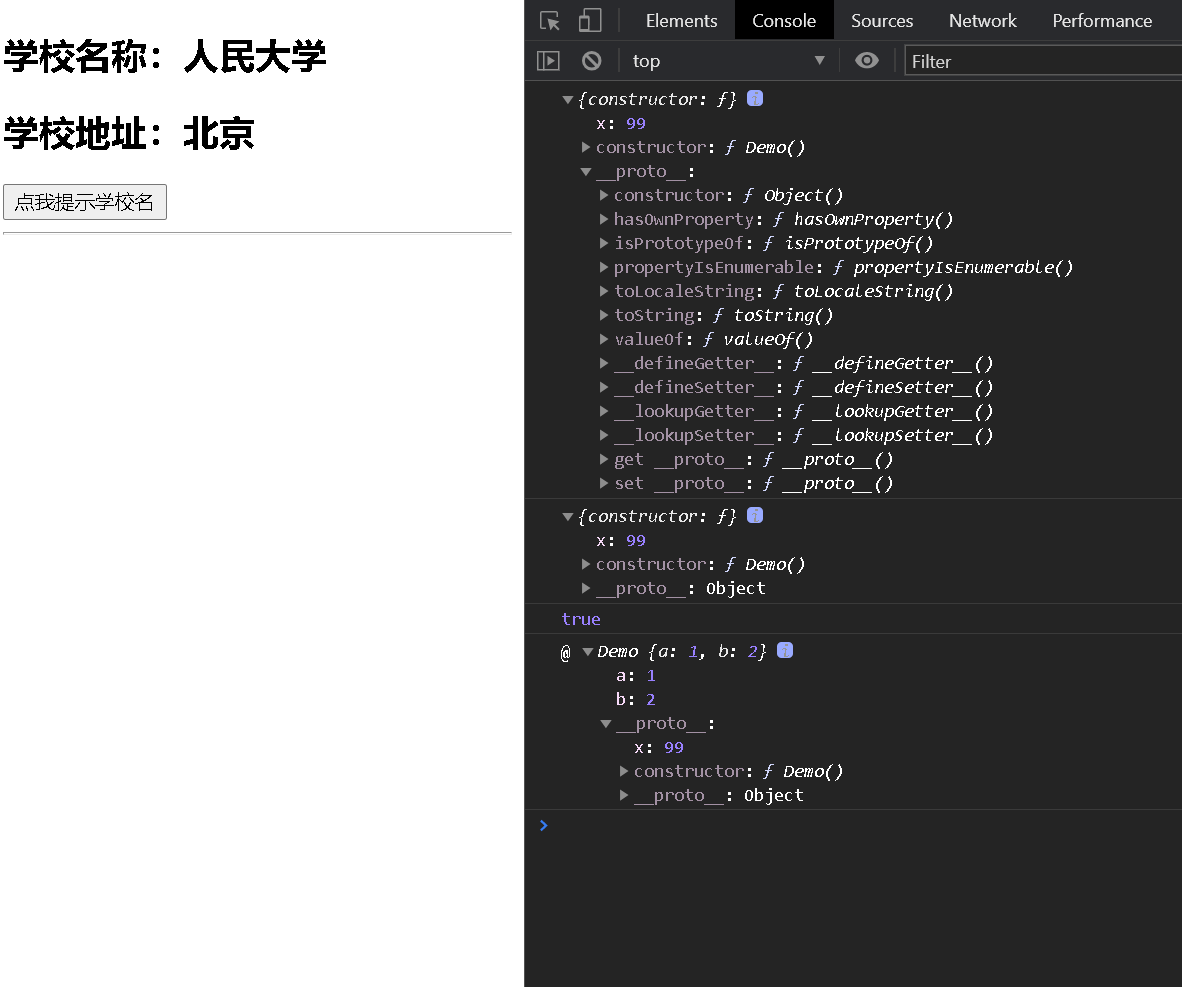 学校名称：人民大学
学校地址：北京
点我提示学校名
Elements Console Sources Network Performance
top Filter
{constructor: ƒ} i
x: 99
constructor: ƒ Demo()
__proto__:
constructor: ƒ Object()
hasOwnProperty: ƒ hasOwnProperty()
isPrototypeOf: ƒ isPrototypeOf()
propertyIsEnumerable: ƒ propertyIsEnumerable()
toLocaleString: ƒ toLocaleString()
toString: ƒ toString()
valueOf: ƒ valueOf()
__defineGetter__: ƒ __defineGetter__()
__defineSetter__: ƒ __defineSetter__()
__lookupGetter__: ƒ __lookupGetter__()
__lookupSetter__: ƒ __lookupSetter__()
get __proto__: ƒ __proto__()
set __proto__: ƒ __proto__()
{constructor: ƒ} i
x: 99
constructor: ƒ Demo()
__proto__: Object
true
@ Demo {a: 1, b: 2} i
a: 1
b: 2
__proto__:
x: 99
constructor: ƒ Demo()
__proto__: Object